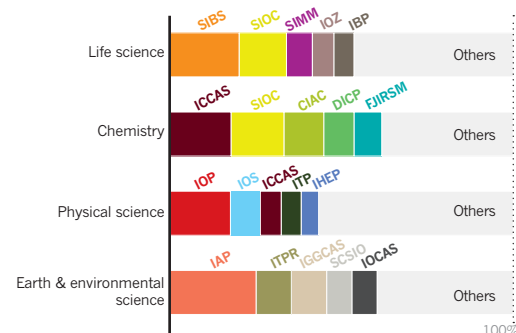 SIBS SIOC SIMM IOZ IBP
Life science Others
ICCAS SIOC CIAC DICP FJIRSM
Chemistry Others
IOP IOS ICCAS ITP IHEP
Physical science Others
IAP ITPR IGGCAS SCSIO IOCAS
Earth & environmental
science Others
100%